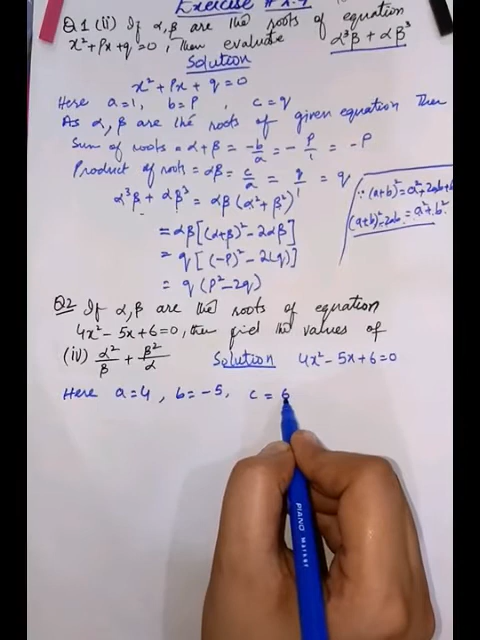 Exercise #
Q1 (ii) If α, β are the roots of equation
x² + Px + q = 0, Then evaluate α³β + αβ³
Solution
x² + Px + q = 0
Here a = 1, b = P, c = q
As α, β are the roots of given equation Then
Sum of roots = α + β = -b/a = - P/1 = -P
Product of roots = αβ = c/a = q/1 = q
α³β + αβ³ = αβ(α² + β²)
= αβ[(α+β)² - 2αβ]
= q[(-P)² - 2(q)]
= q(P² - 2q)
∵ (a+b)² = a² + 2ab +
(a+b)² - 2ab = a² + b²
Q2 If α, β are the roots of equation
4x² - 5x + 6 = 0, then find the values of
(iv) α²/β + β²/α Solution 4x² - 5x + 6 = 0
Here a = 4, b = -5, c = 6
PIANO Marker